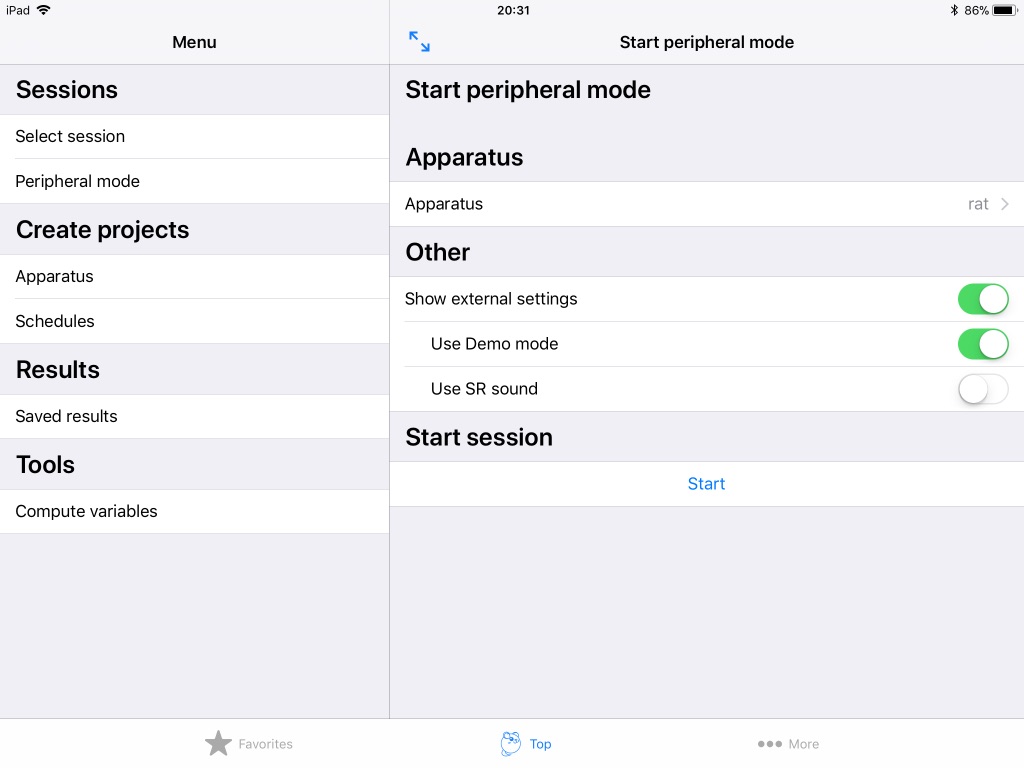 iPad 20:31 86%
Menu
Sessions
Select session
Peripheral mode
Create projects
Apparatus
Schedules
Results
Saved results
Tools
Compute variables
Start peripheral mode
Start peripheral mode
Apparatus
Apparatus rat
Other
Show external settings
Use Demo mode
Use SR sound
Start session
Start
Favorites Top More